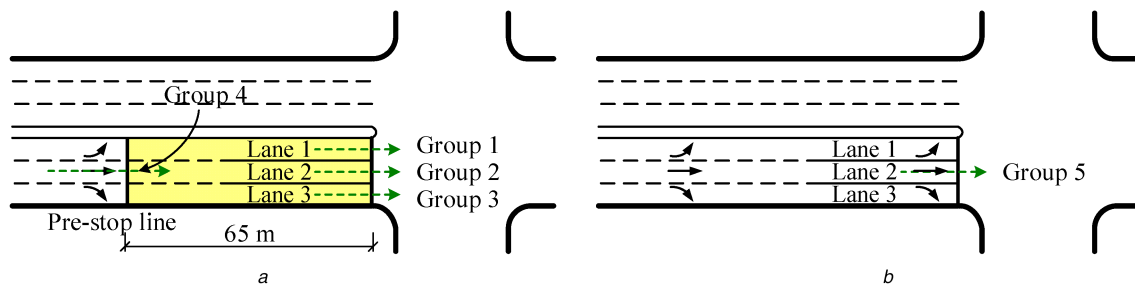 Group 4
Lane 1
Lane 2
Lane 3
Group 1
Group 2
Group 3
Pre-stop line
65 m
a
Lane 1
Lane 2
Lane 3
Group 5
b